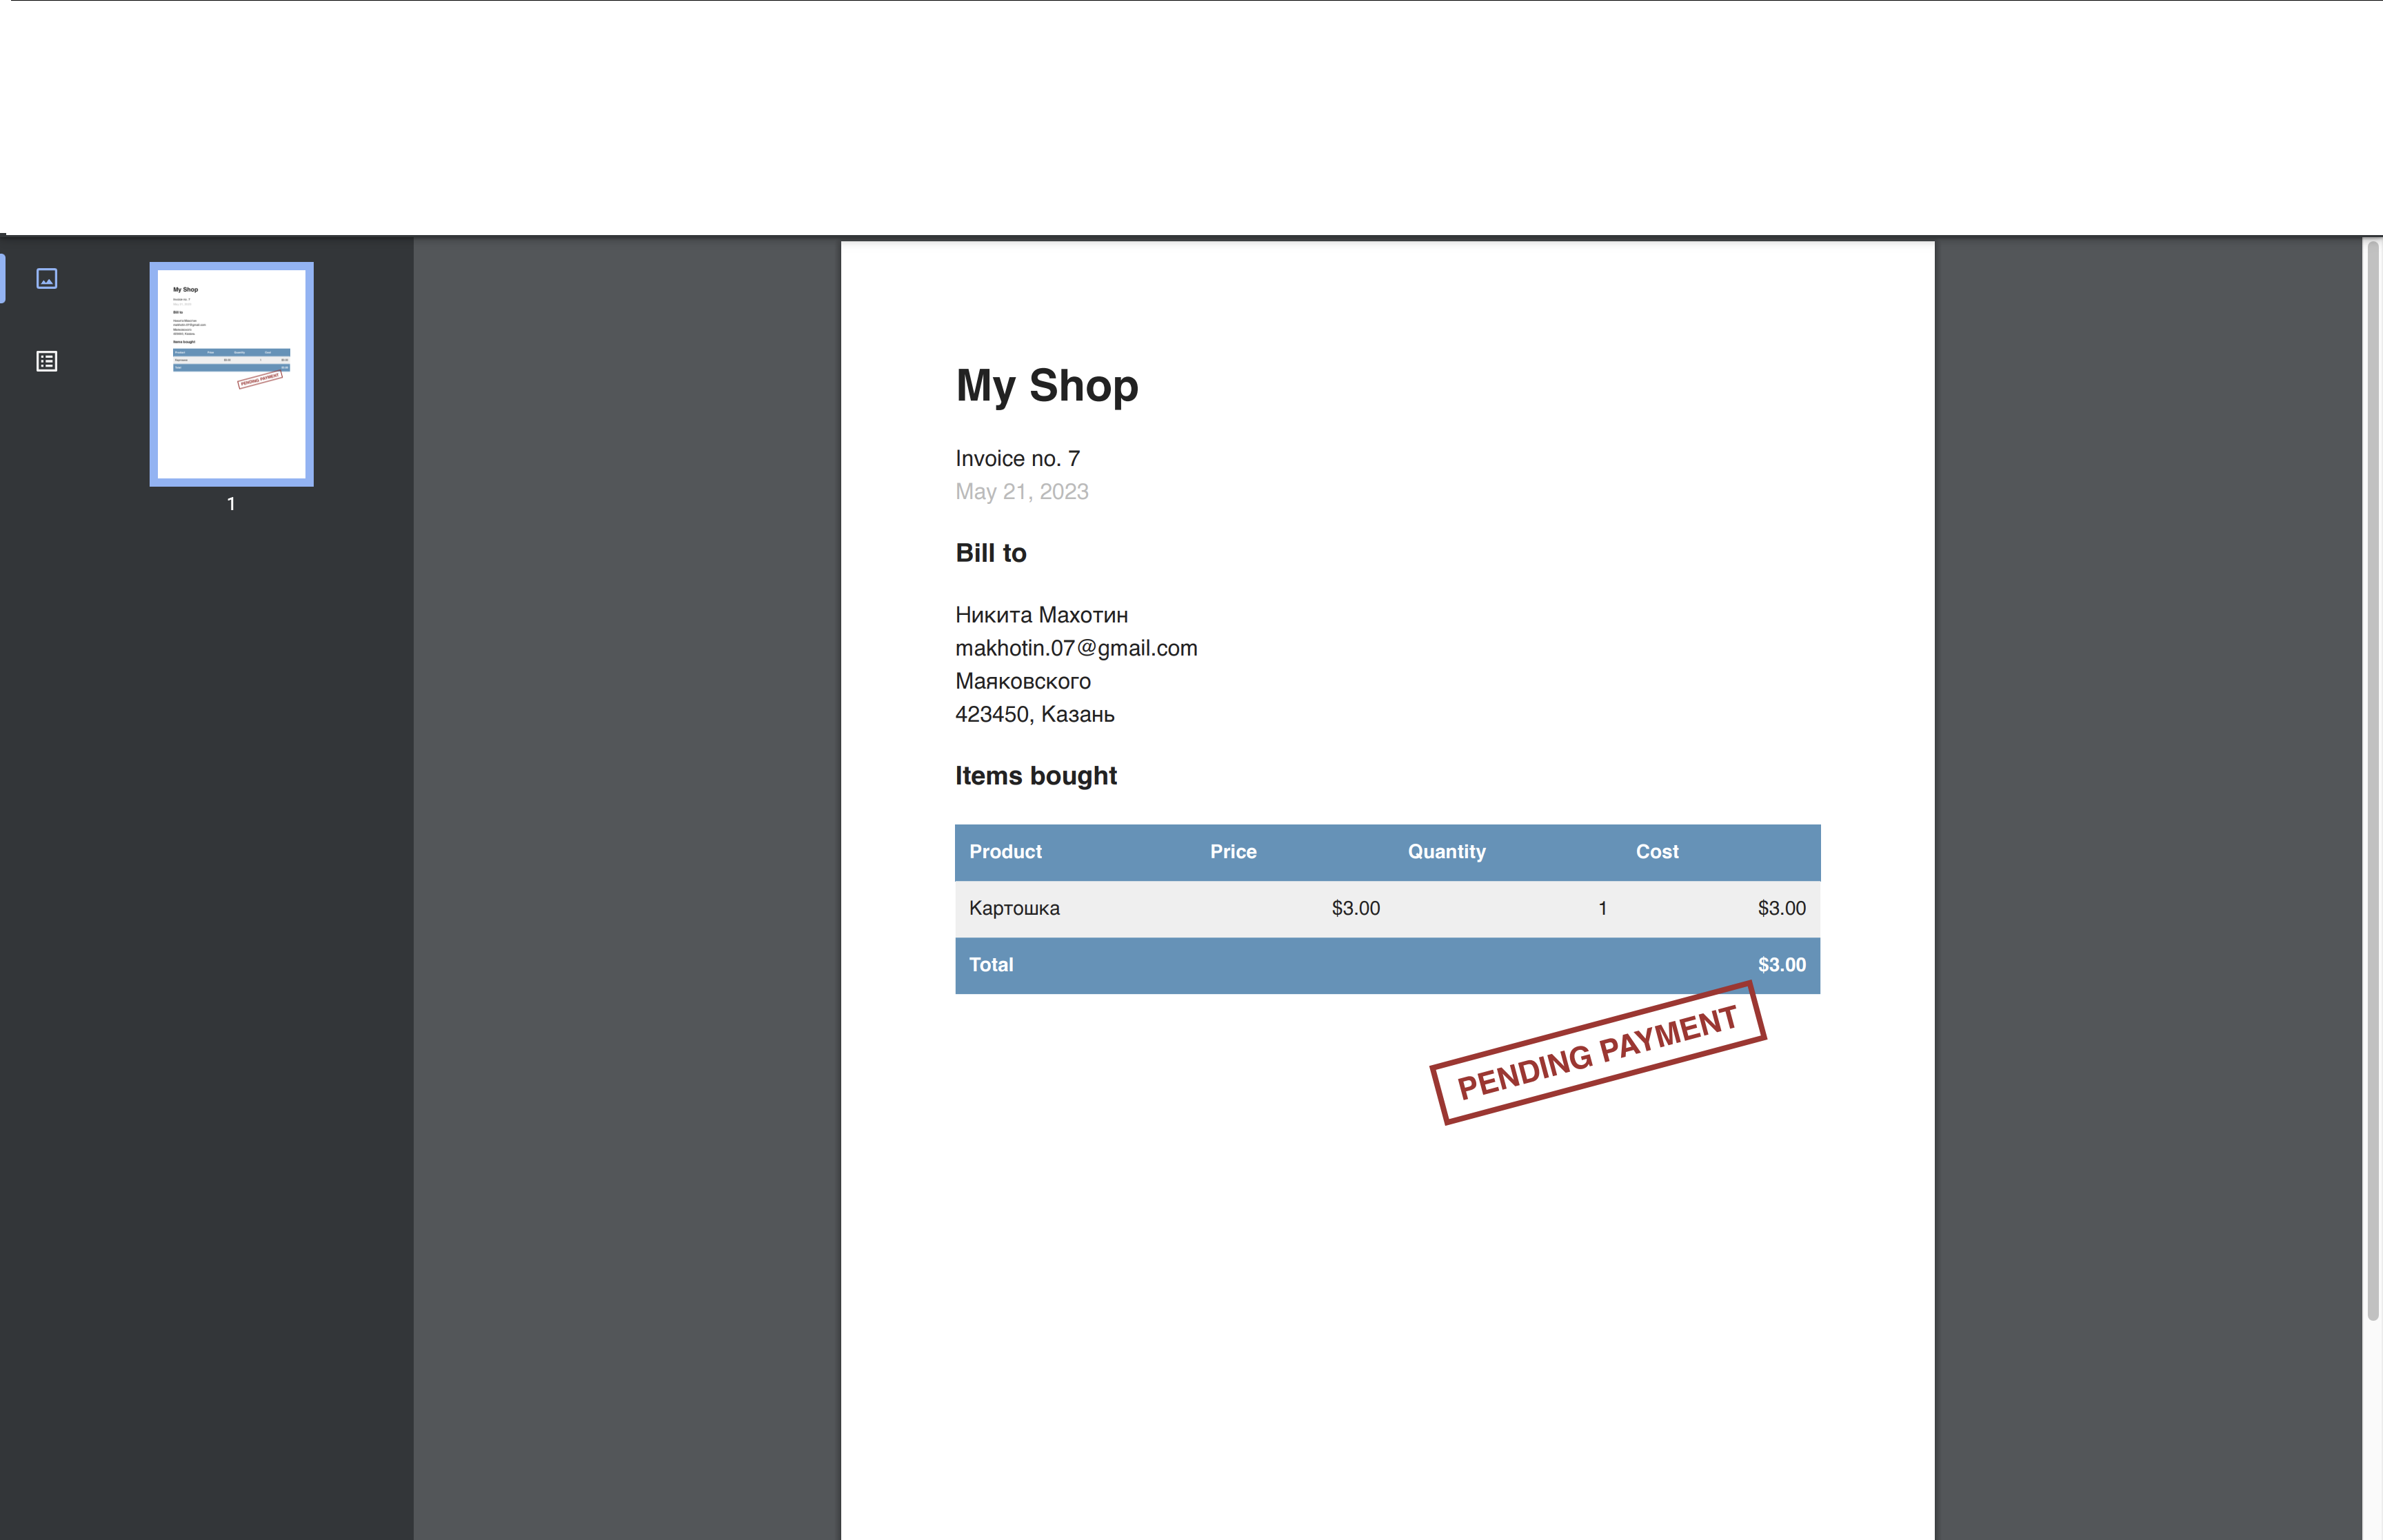 My Shop
Invoice no. 7
May 21, 2023
Bill to
Никита Махотин
makhotin.07@gmail.com
Маяковского
423450, Казань
Items bought
Product Price Quantity Cost
Картошка $3.00 1 $3.00
Total $3.00
PENDING PAYMENT
1